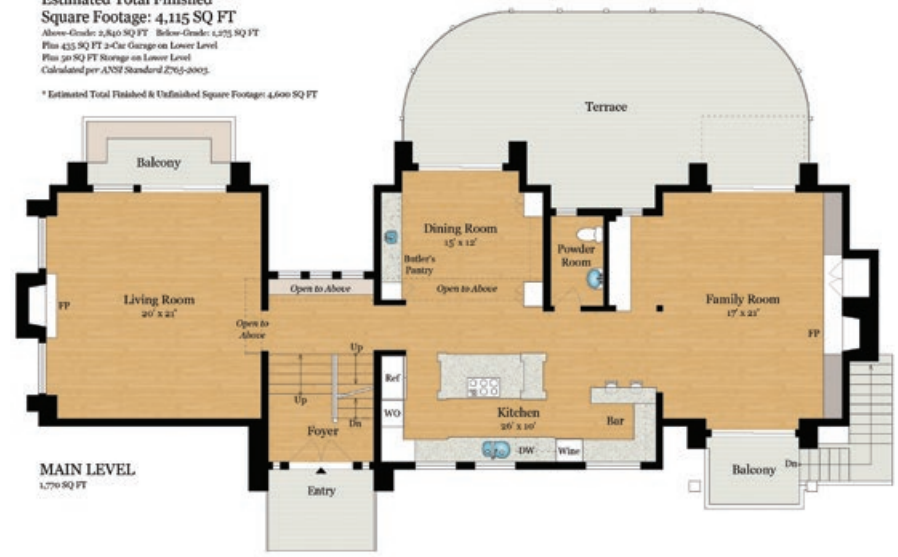 Estimated Total Finished
Square Footage: 4,115 SQ FT
Above-Grade: 2,840 SQ FT Below-Grade: 1,275 SQ FT
Plus 435 SQ FT 2-Car Garage on Lower Level
Plus 50 SQ FT Storage on Lower Level
Calculated per ANSI Standard Z765-2003.
* Estimated Total Finished & Unfinished Square Footage: 4,600 SQ FT
Terrace
Balcony
Dining Room
15' x 12'
Butler's
Pantry
Powder
Room
Open to Above
Open to Above
Living Room
20' x 21'
FP
Open to
Above
Family Room
17' x 21'
FP
Up
Up
Dn
Ref
WO
Foyer
Kitchen
26' x 10'
Bar
DW
Wine
MAIN LEVEL
1,770 SQ FT
Entry
Balcony
Dn